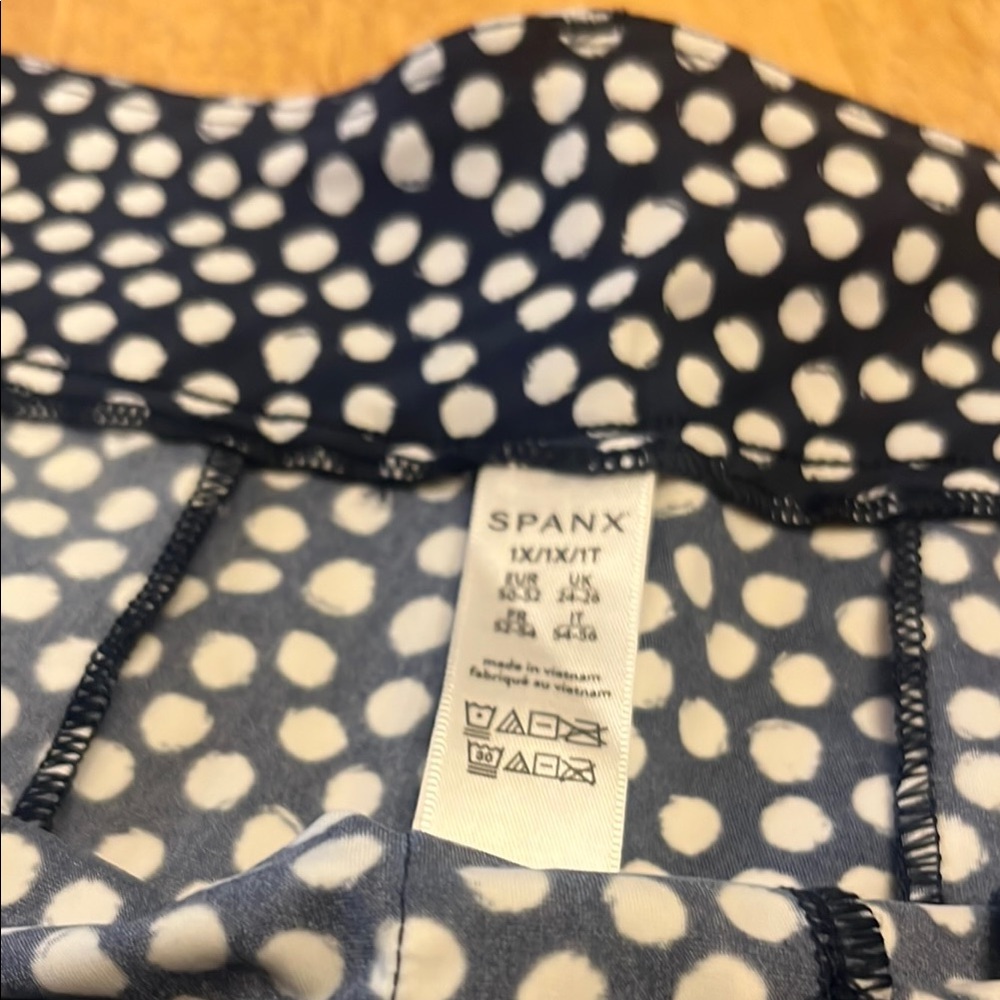 SPANX
1X/1X/1T
EUR UK
50-52 24-26
FR IT
52-54 54-56
made in vietnam
fabriqué au vietnam
30